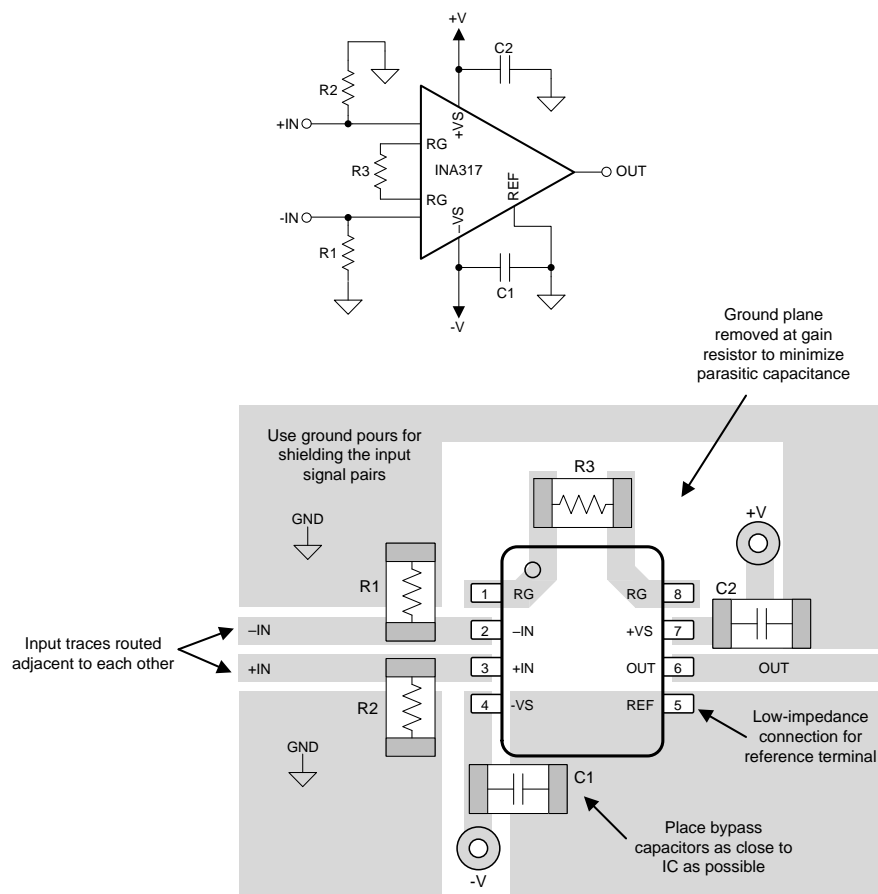 +V
C2
R2
+IN
+VS
RG
R3
INA317
OUT
REF
RG
-IN
–VS
R1
C1
-V
Ground plane
removed at gain
resistor to minimize
parasitic capacitance
Use ground pours for
shielding the input
signal pairs
R3
GND
+V
R1
C2
1
RG
RG
8
Input traces routed
adjacent to each other
–IN
2
–IN
+VS
7
+IN
3
+IN
OUT
6
OUT
R2
4
-VS
REF
5
Low-impedance
connection for
reference terminal
GND
C1
Place bypass
capacitors as close to
IC as possible
-V